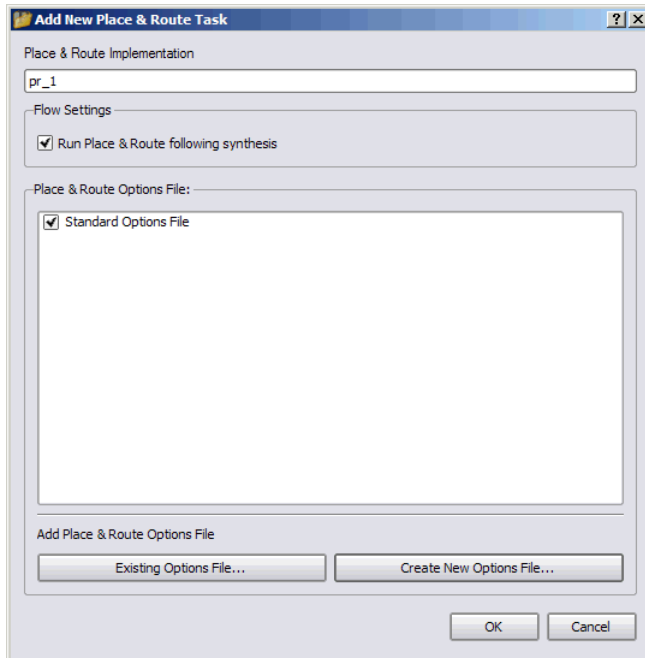 Add New Place & Route Task
Place & Route Implementation
pr_1
Flow Settings
Run Place & Route following synthesis
Place & Route Options File:
Standard Options File
Add Place & Route Options File
Existing Options File...
Create New Options File...
OK
Cancel